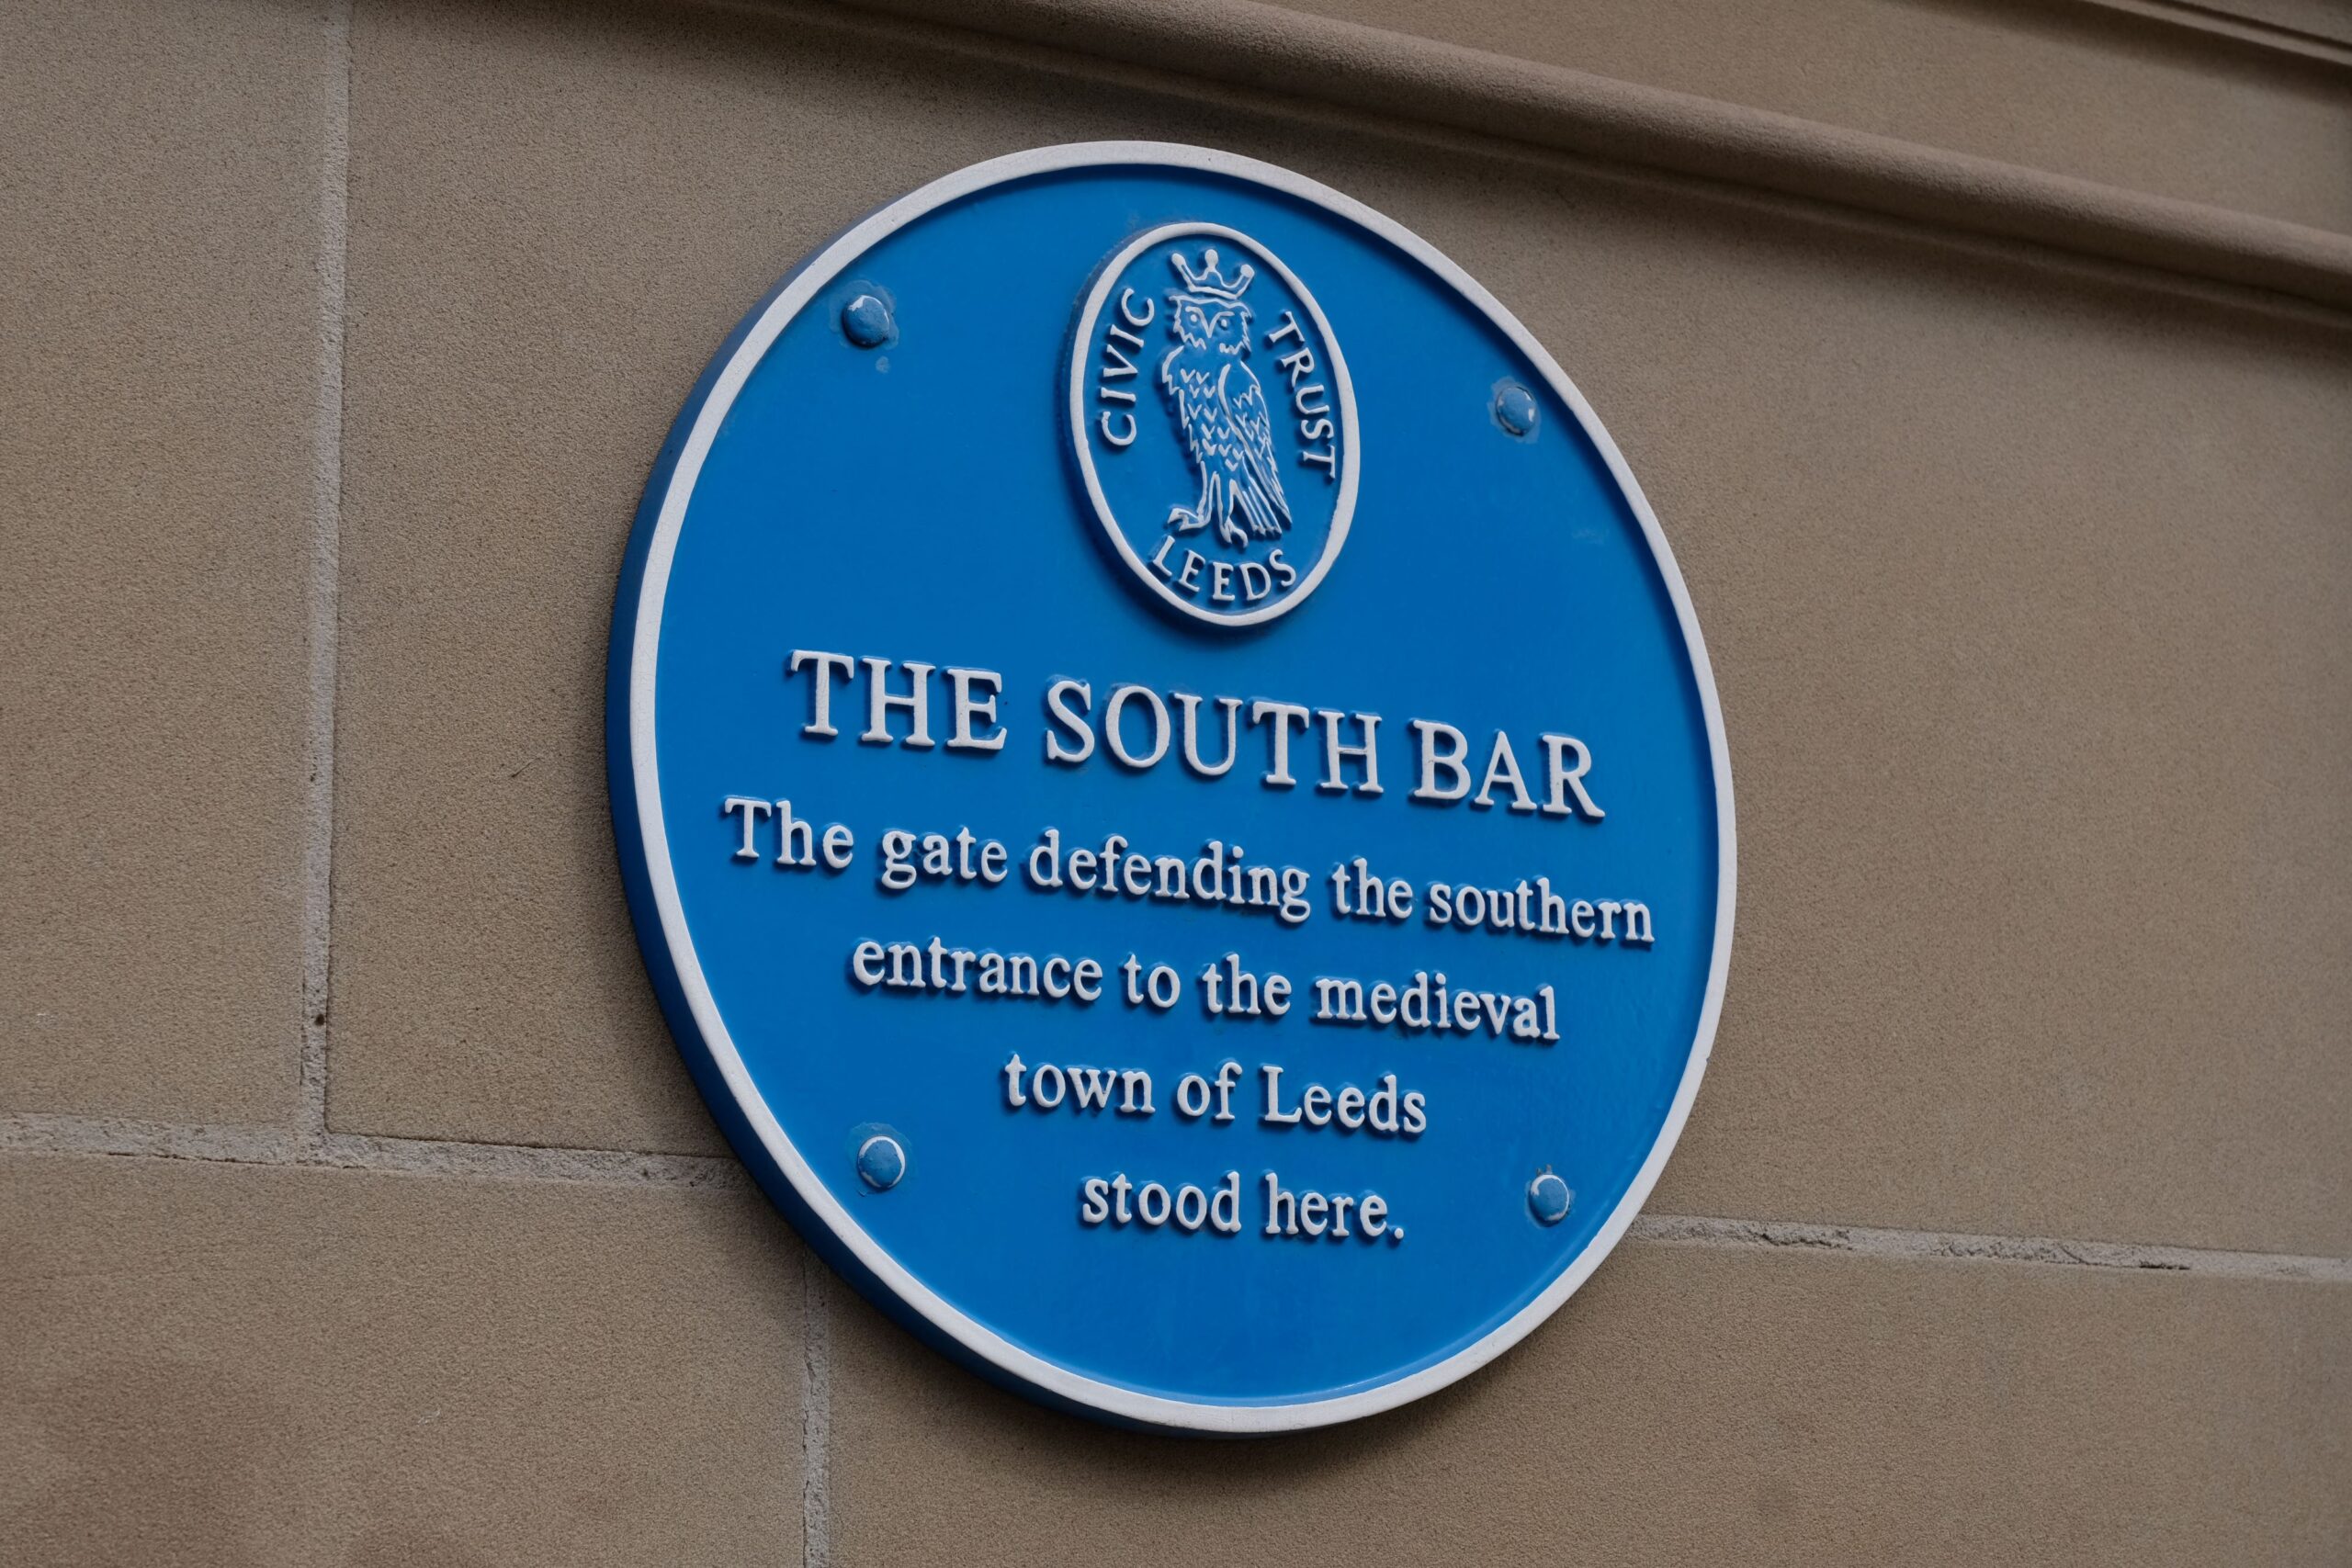 CIVIC TRUST
LEEDS
THE SOUTH BAR
The gate defending the southern
entrance to the medieval
town of Leeds
stood here.